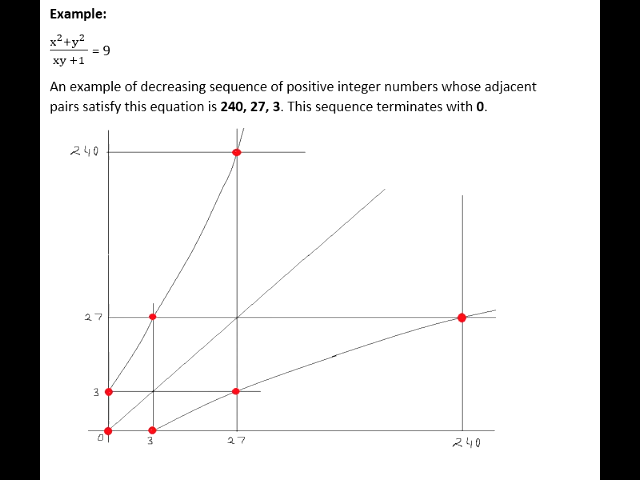 Example:
x²+y²
xy +1
= 9
An example of decreasing sequence of positive integer numbers whose adjacent
pairs satisfy this equation is 240, 27, 3. This sequence terminates with 0.
240
27
3
0
3
27
240